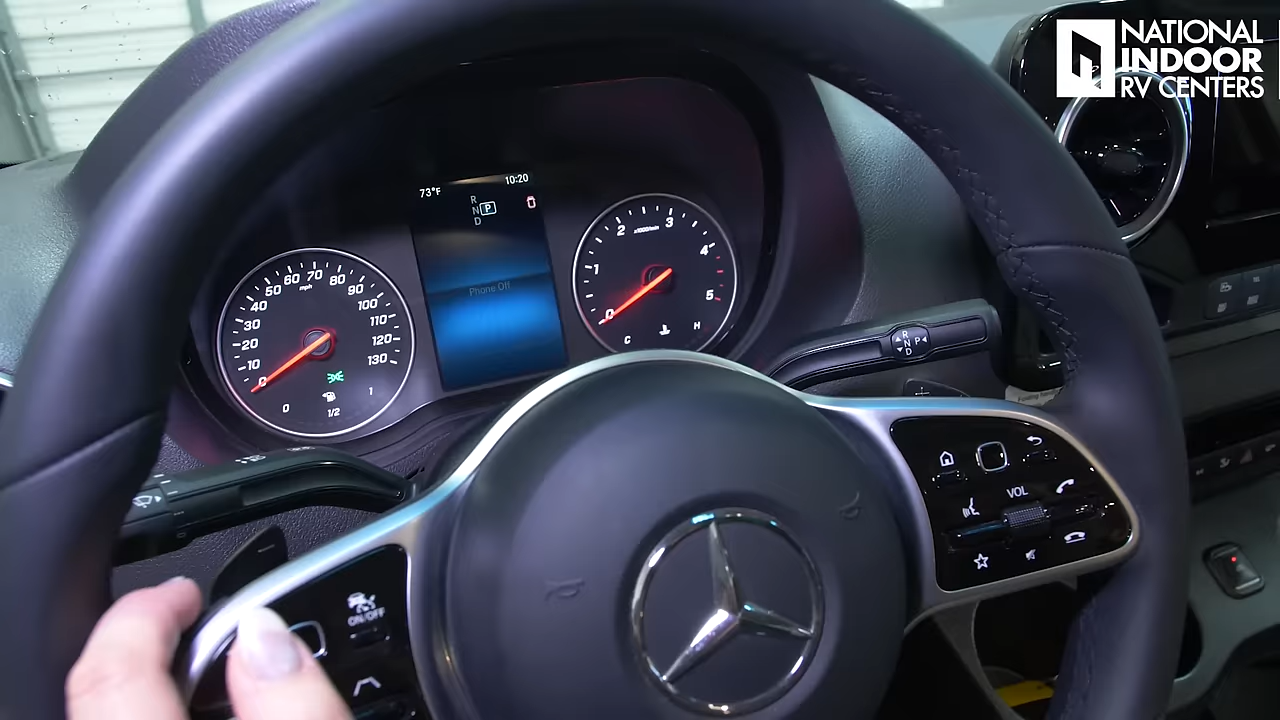 NATIONAL
INDOOR
RV CENTERS
73°F
10:20
R
N P
D
Phone Off
0
10
20
30
40
50
60
70
80
90
100
110
120
130
mph
0
1/2
1
0
1
2
3
4
5
x1000/min
C
H
R
N P
D
VOL
ON/OFF